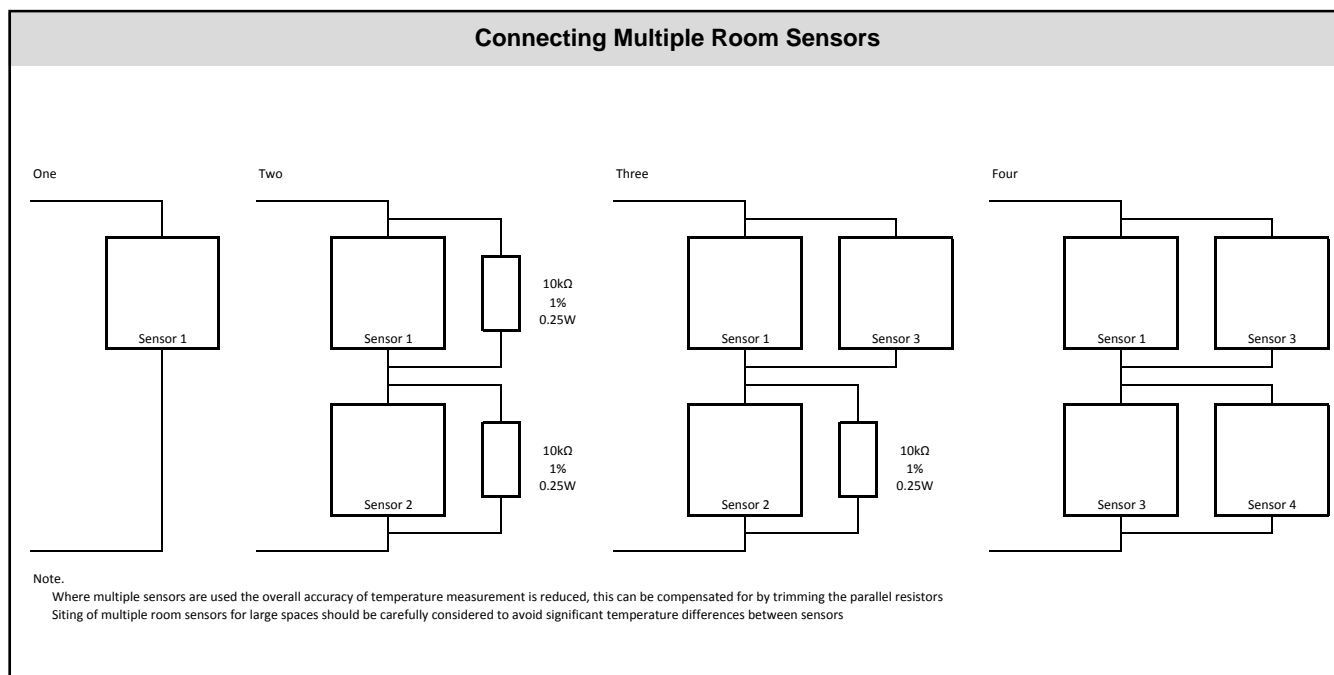 Connecting Multiple Room Sensors
One
Two
Three
Four
Sensor 1
Sensor 1
10kΩ
1%
0.25W
Sensor 2
10kΩ
1%
0.25W
Sensor 1
Sensor 3
Sensor 2
10kΩ
1%
0.25W
Sensor 1
Sensor 3
Sensor 3
Sensor 4
Note.
Where multiple sensors are used the overall accuracy of temperature measurement is reduced, this can be compensated for by trimming the parallel resistors
Siting of multiple room sensors for large spaces should be carefully considered to avoid significant temperature differences between sensors